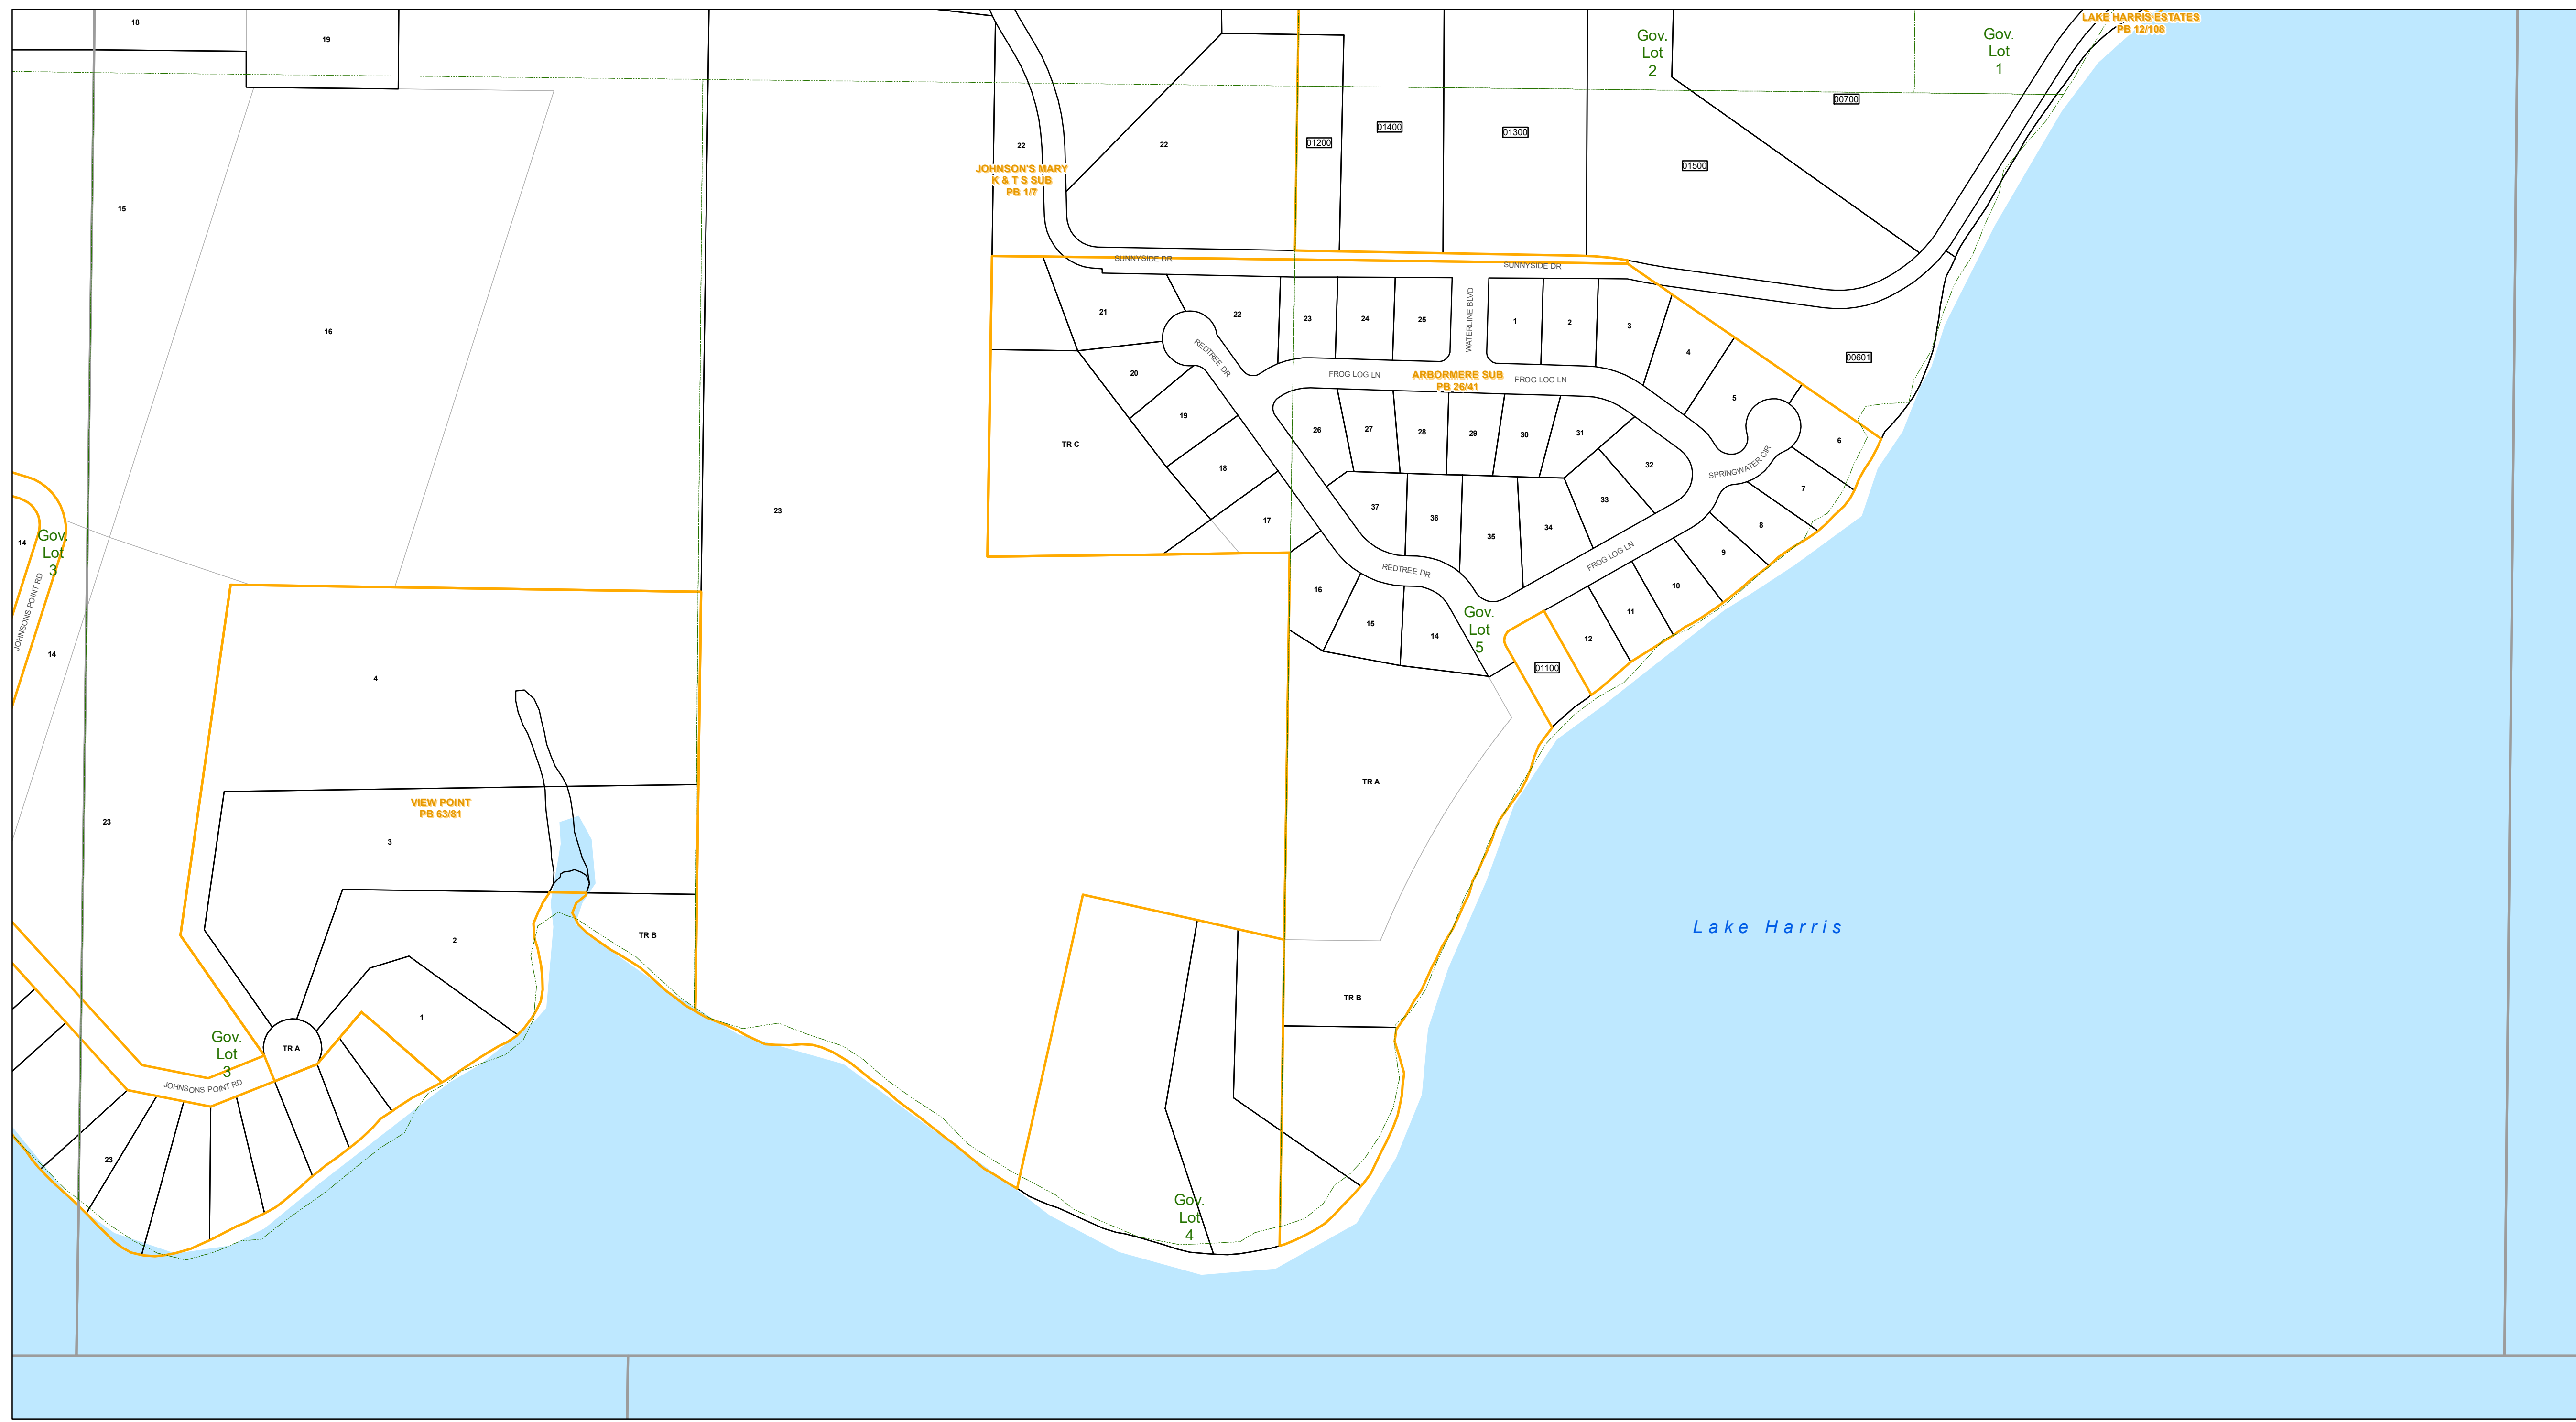 18
19
LAKE HARRIS ESTATES
PB 12/108
Gov.
Lot
2
Gov.
Lot
1
00700
01200
01400
01300
01500
22
22
JOHNSON'S MARY
K & T S SUB
PB 1/7
15
16
SUNNYSIDE DR
SUNNYSIDE DR
21
22
23
24
25
WATERLINE BLVD
1
2
3
4
5
6
00601
REDTREE DR
20
FROG LOG LN
ARBORMERE SUB
PB 26/41
FROG LOG LN
19
TR C
18
17
26
27
28
29
30
31
32
SPRINGWATER CIR
7
8
33
23
37
36
35
34
9
FROG LOG LN
REDTREE DR
10
11
12
16
15
14
Gov.
Lot
5
01100
14
Gov.
Lot
3
JOHNSONS POINT RD
14
4
TR A
VIEW POINT
PB 63/81
23
3
Lake Harris
2
TR B
TR B
1
TR A
Gov.
Lot
3
JOHNSONS POINT RD
23
Gov.
Lot
4